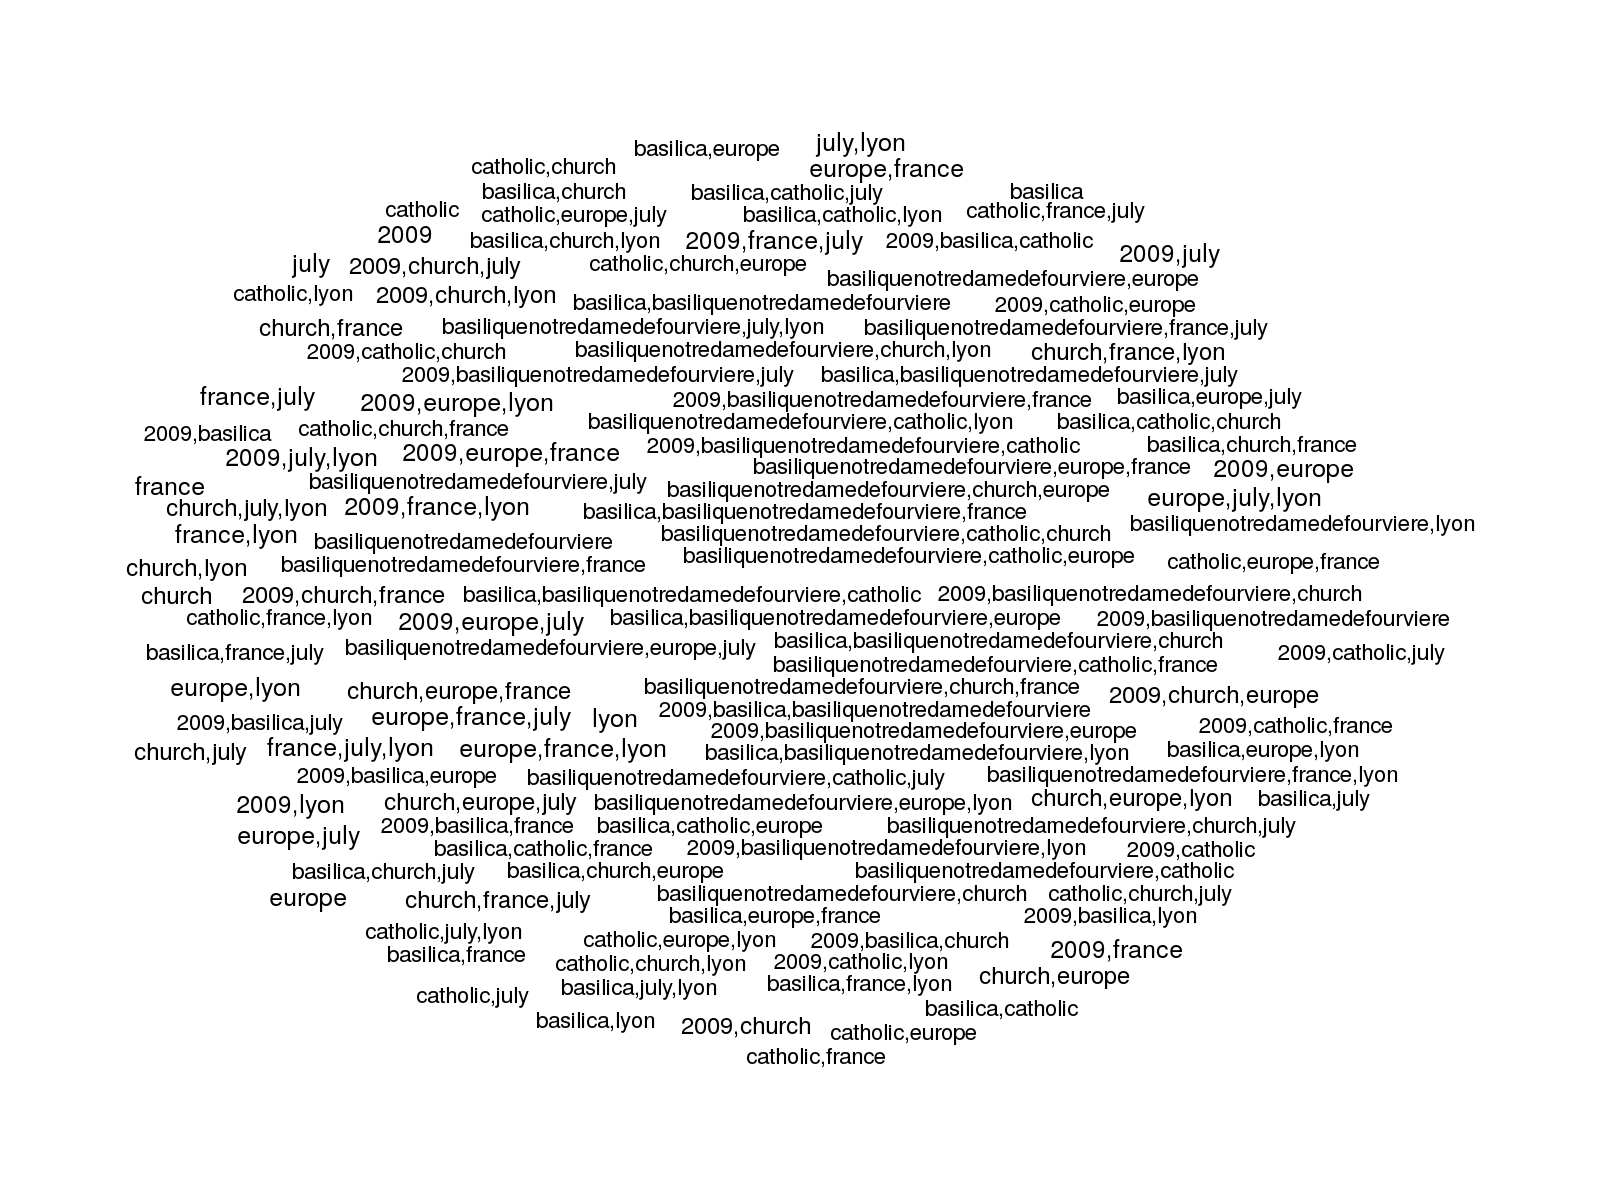 basilica,europe july,lyon
catholic,church europe,france
basilica,church basilica,catholic,july basilica
catholic catholic,europe,july basilica,catholic,lyon catholic,france,july
2009 basilica,church,lyon 2009,france,july 2009,basilica,catholic 2009,july
july 2009,church,july catholic,church,europe
basiliquenotredamedefourviere,europe
catholic,lyon 2009,church,lyon basilica,basiliquenotredamedefourviere 2009,catholic,europe
church,france basiliquenotredamedefourviere,july,lyon basiliquenotredamedefourviere,france,july
2009,catholic,church basiliquenotredamedefourviere,church,lyon church,france,lyon
2009,basiliquenotredamedefourviere,july basilica,basiliquenotredamedefourviere,july
france,july 2009,europe,lyon 2009,basiliquenotredamedefourviere,france basilica,europe,july
2009,basilica catholic,church,france basiliquenotredamedefourviere,catholic,lyon basilica,catholic,church
2009,july,lyon 2009,europe,france 2009,basiliquenotredamedefourviere,catholic basilica,church,france
basiliquenotredamedefourviere,europe,france 2009,europe
france basiliquenotredamedefourviere,july basiliquenotredamedefourviere,church,europe europe,july,lyon
church,july,lyon 2009,france,lyon basilica,basiliquenotredamedefourviere,france basiliquenotredamedefourviere,lyon
france,lyon basiliquenotredamedefourviere basiliquenotredamedefourviere,catholic,church
church,lyon basiliquenotredamedefourviere,france basiliquenotredamedefourviere,catholic,europe catholic,europe,france
church 2009,church,france basilica,basiliquenotredamedefourviere,catholic 2009,basiliquenotredamedefourviere,church
catholic,france,lyon 2009,europe,july basilica,basiliquenotredamedefourviere,europe 2009,basiliquenotredamedefourviere
basilica,france,july basiliquenotredamedefourviere,europe,july basilica,basiliquenotredamedefourviere,church 2009,catholic,july
basiliquenotredamedefourviere,catholic,france
europe,lyon church,europe,france basiliquenotredamedefourviere,church,france 2009,church,europe
2009,basilica,july europe,france,july lyon 2009,basilica,basiliquenotredamedefourviere 2009,catholic,france
2009,basiliquenotredamedefourviere,europe
church,july france,july,lyon europe,france,lyon basilica,basiliquenotredamedefourviere,lyon basilica,europe,lyon
2009,basilica,europe basiliquenotredamedefourviere,catholic,july basiliquenotredamedefourviere,france,lyon
2009,lyon church,europe,july basiliquenotredamedefourviere,europe,lyon church,europe,lyon basilica,july
europe,july 2009,basilica,france basilica,catholic,europe basiliquenotredamedefourviere,church,july
basilica,catholic,france 2009,basiliquenotredamedefourviere,lyon 2009,catholic
basilica,church,july basilica,church,europe basiliquenotredamedefourviere,catholic
europe church,france,july basiliquenotredamedefourviere,church catholic,church,july
basilica,europe,france 2009,basilica,lyon
catholic,july,lyon catholic,europe,lyon 2009,basilica,church 2009,france
basilica,france catholic,church,lyon 2009,catholic,lyon
catholic,july basilica,july,lyon basilica,france,lyon church,europe
basilica,catholic
basilica,lyon 2009,church catholic,europe
catholic,france